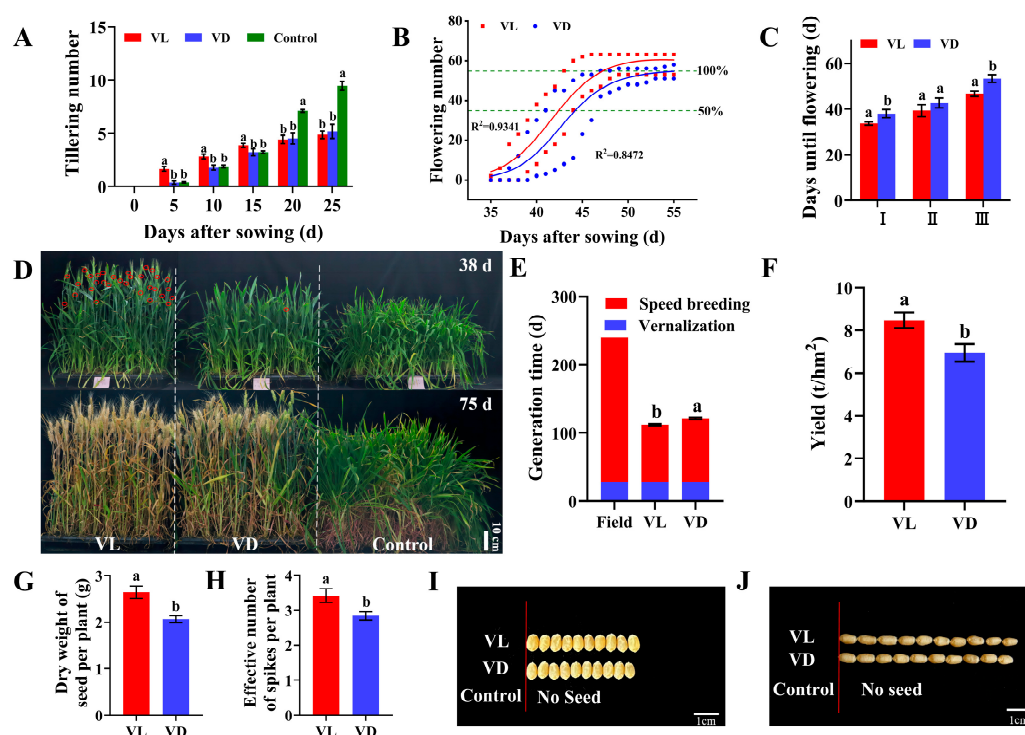 A
VL VD Control
Tillering number
15
10
5
0
a
b b
a
b b
a
b b
b b
a
b b
a
0 5 10 15 20 25
Days after sowing (d)
B
VL VD
Flowering number
80
60
40
20
0
100%
50%
R²=0.9341
R²=0.8472
35 40 45 50 55
Days after sowing (d)
C
VL VD
Days until flowering (d)
60
40
20
0
a b
a a
a b
Ⅰ Ⅱ Ⅲ
D
38 d
75 d
VL VD Control
10 cm
E
Speed breeding
Vernalization
Generation time (d)
300
200
100
0
b a
Field VL VD
F
Yield (t/hm²)
10
8
6
4
2
0
a
b
VL VD
G
Dry weight of
seed per plant (g)
3
2
1
0
a
b
VL VD
H
Effective number
of spikes per plant
4
3
2
1
0
a
b
VL VD
I
VL
VD
Control No Seed
1cm
J
VL
VD
Control No seed
1cm